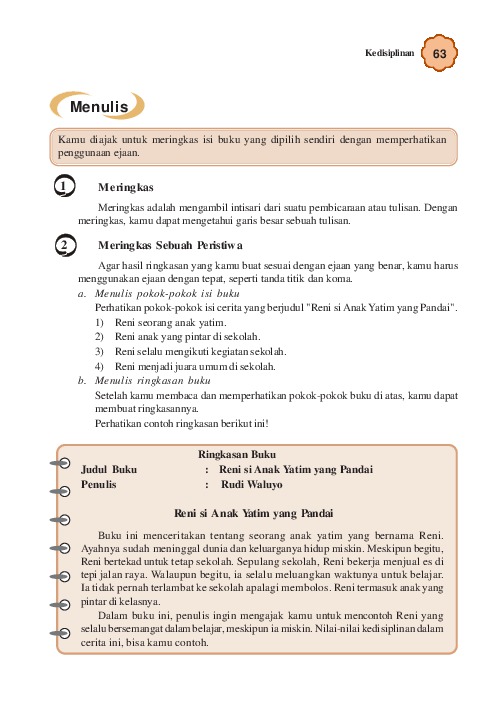 Kedisiplinan 63
Menulis
Kamu diajak untuk meringkas isi buku yang dipilih sendiri dengan memperhatikan
penggunaan ejaan.
1 Meringkas
Meringkas adalah mengambil intisari dari suatu pembicaraan atau tulisan. Dengan
meringkas, kamu dapat mengetahui garis besar sebuah tulisan.
2 Meringkas Sebuah Peristiwa
Agar hasil ringkasan yang kamu buat sesuai dengan ejaan yang benar, kamu harus
menggunakan ejaan dengan tepat, seperti tanda titik dan koma.
a. Menulis pokok-pokok isi buku
Perhatikan pokok-pokok isi cerita yang berjudul "Reni si Anak Yatim yang Pandai".
1) Reni seorang anak yatim.
2) Reni anak yang pintar di sekolah.
3) Reni selalu mengikuti kegiatan sekolah.
4) Reni menjadi juara umum di sekolah.
b. Menulis ringkasan buku
Setelah kamu membaca dan memperhatikan pokok-pokok buku di atas, kamu dapat
membuat ringkasannya.
Perhatikan contoh ringkasan berikut ini!
Ringkasan Buku
Judul Buku : Reni si Anak Yatim yang Pandai
Penulis : Rudi Waluyo
Reni si Anak Yatim yang Pandai
Buku ini menceritakan tentang seorang anak yatim yang bernama Reni.
Ayahnya sudah meninggal dunia dan keluarganya hidup miskin. Meskipun begitu,
Reni bertekad untuk tetap sekolah. Sepulang sekolah, Reni bekerja menjual es di
tepi jalan raya. Walaupun begitu, ia selalu meluangkan waktunya untuk belajar.
Ia tidak pernah terlambat ke sekolah apalagi membolos. Reni termasuk anak yang
pintar di kelasnya.
Dalam buku ini, penulis ingin mengajak kamu untuk mencontoh Reni yang
selalu bersemangat dalam belajar, meskipun ia miskin. Nilai-nilai kedisiplinan dalam
cerita ini, bisa kamu contoh.